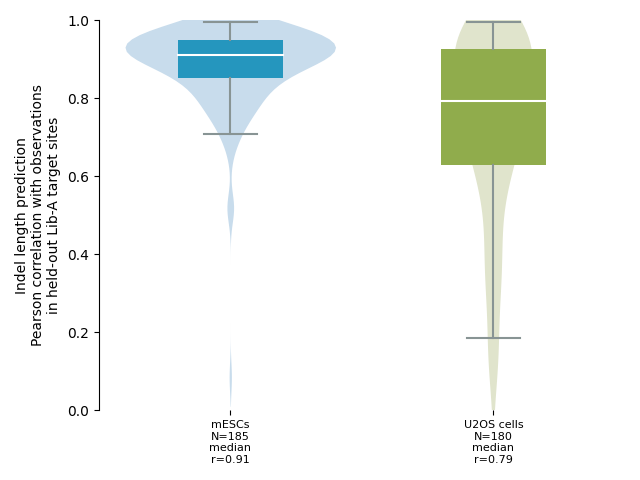 Indel length prediction
Pearson correlation with observations
in held-out Lib-A target sites
1.0
0.8
0.6
0.4
0.2
0.0
mESCs
N=185
median
r=0.91
U2OS cells
N=180
median
r=0.79